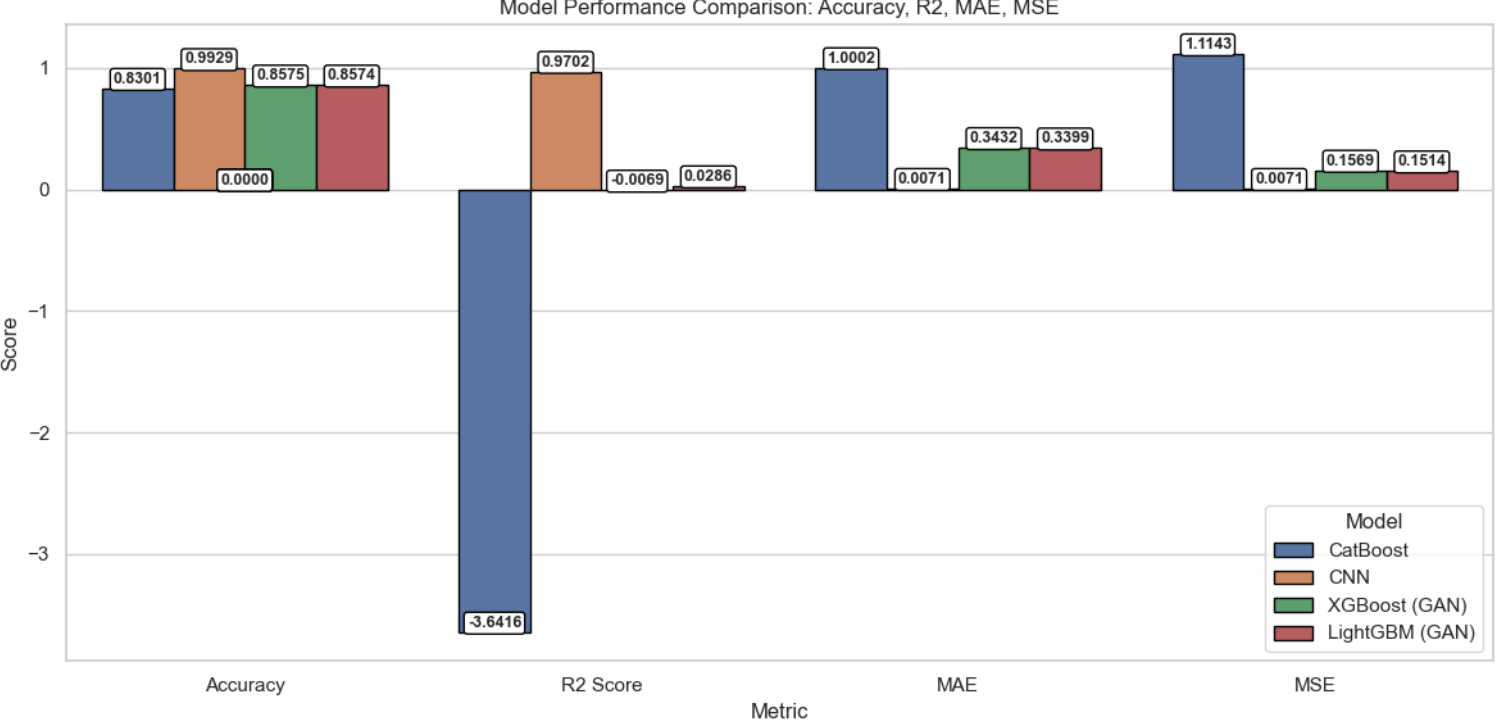 Model Performance Comparison: Accuracy, R2, MAE, MSE
Score
1
0
−1
−2
−3
0.8301
0.9929
0.8575
0.8574
0.0000
-3.6416
0.9702
-0.0069
0.0286
1.0002
0.0071
0.3432
0.3399
1.1143
0.0071
0.1569
0.1514
Model
CatBoost
CNN
XGBoost (GAN)
LightGBM (GAN)
Accuracy
R2 Score
MAE
MSE
Metric